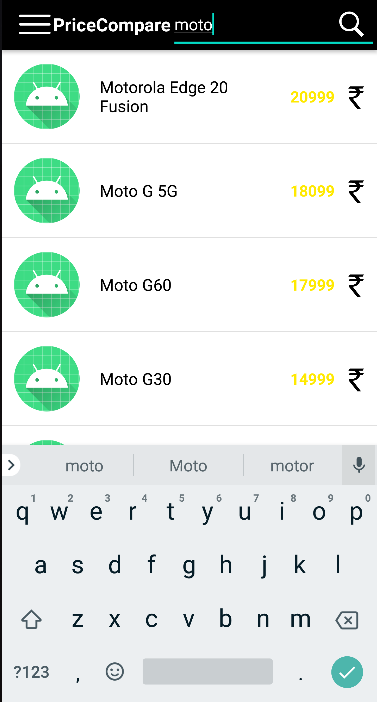 PriceCompare moto
Motorola Edge 20
Fusion
20999 ₹
Moto G 5G
18099 ₹
Moto G60
17999 ₹
Moto G30
14999 ₹
moto Moto motor
q1 w2 e3 r4 t5 y6 u7 i8 o9 p0
a s d f g h j k l
z x c v b n m
?123 , .